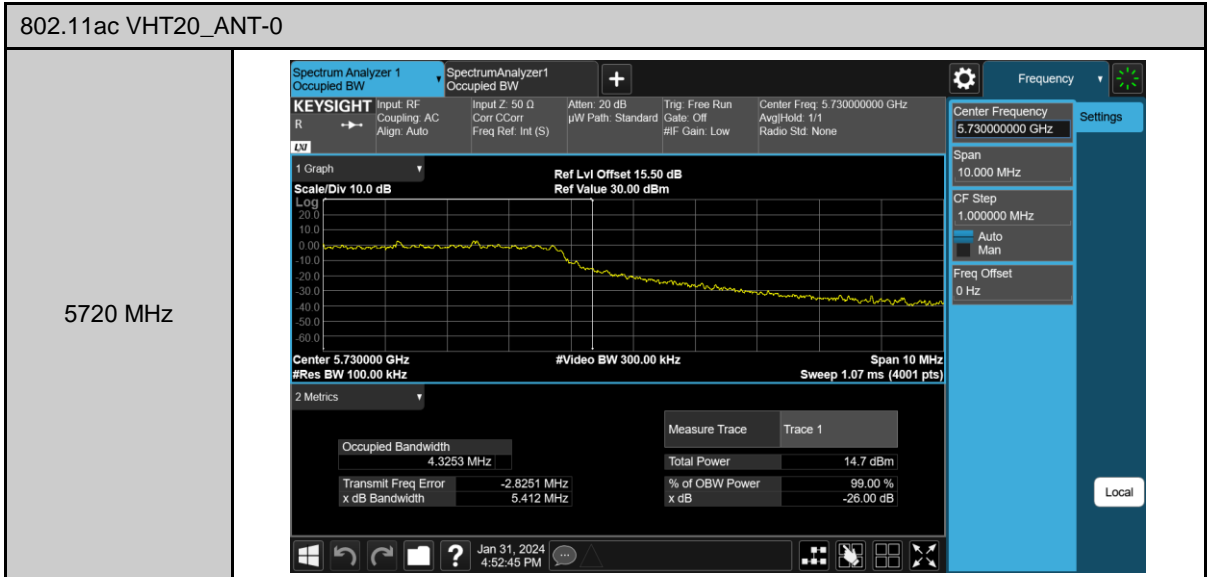 802.11ac VHT20_ANT-0
5720 MHz
Spectrum Analyzer 1
Occupied BW
SpectrumAnalyzer1
Occupied BW
Frequency
KEYSIGHT
R
LXI
Input: RF
Coupling: AC
Align: Auto
Input Z: 50 Ω
Corr CCorr
Freq Ref: Int (S)
Atten: 20 dB
µW Path: Standard
Trig: Free Run
Gate: Off
#IF Gain: Low
Center Freq: 5.730000000 GHz
Avg|Hold: 1/1
Radio Std: None
Center Frequency
5.730000000 GHz
Settings
Span
10.000 MHz
CF Step
1.000000 MHz
Auto
Man
Freq Offset
0 Hz
Local
1 Graph
Scale/Div 10.0 dB
Ref Lvl Offset 15.50 dB
Ref Value 30.00 dBm
Log
20.0
10.0
0.00
-10.0
-20.0
-30.0
-40.0
-50.0
-60.0
Center 5.730000 GHz
#Res BW 100.00 kHz
#Video BW 300.00 kHz
Span 10 MHz
Sweep 1.07 ms (4001 pts)
2 Metrics
Occupied Bandwidth
4.3253 MHz
Transmit Freq Error -2.8251 MHz
x dB Bandwidth 5.412 MHz
Measure Trace Trace 1
Total Power 14.7 dBm
% of OBW Power 99.00 %
x dB -26.00 dB
?
Jan 31, 2024
4:52:45 PM